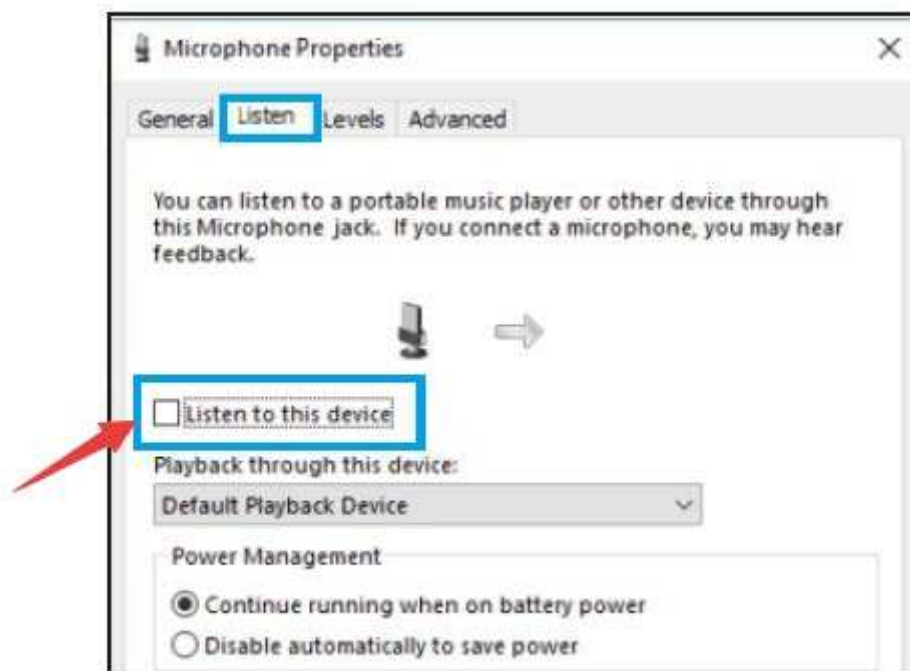 Microphone Properties
General Listen Levels Advanced
You can listen to a portable music player or other device through
this Microphone jack. If you connect a microphone, you may hear
feedback.
Listen to this device
Playback through this device:
Default Playback Device
Power Management
Continue running when on battery power
Disable automatically to save power